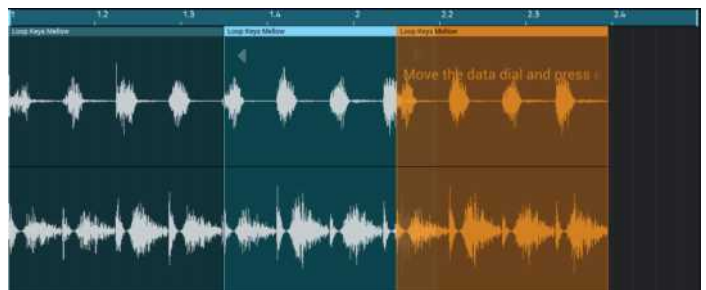 1.2 1.3 1.4 2 2.2 2.3 2.4
Loop Keys Mellow Loop Keys Mellow Loop Keys Mellow
Move the data dial and press